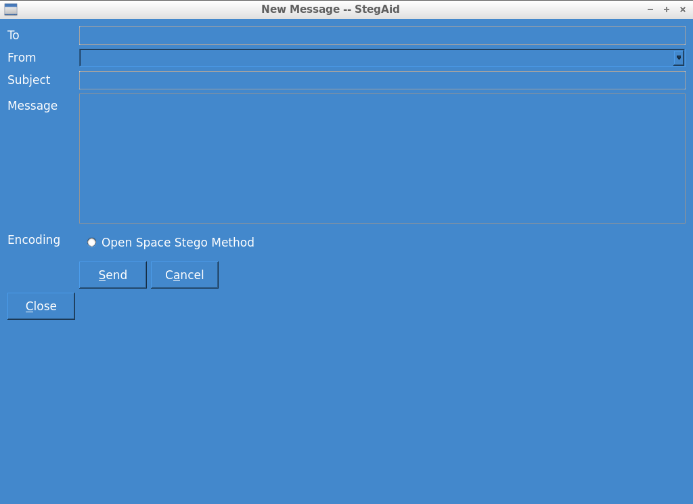 New Message -- StegAid
To
From
Subject
Message
Encoding
Open Space Stego Method
Send Cancel
Close